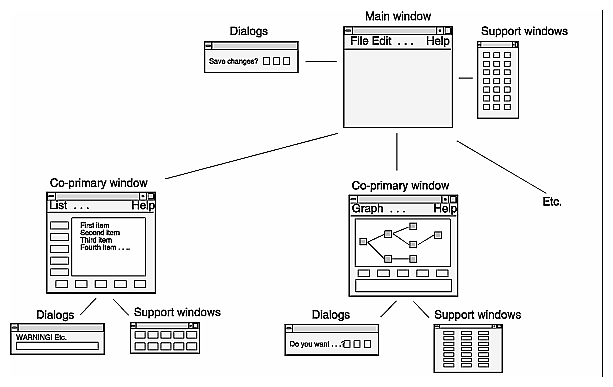 Main window
Dialogs
Support windows
File Edit . . . Help
Save changes?
Co-primary window
Co-primary window
Etc.
List . . . Help
Graph . . . Help
First item
Second item
Third item
Fourth item . . . .
Dialogs
Support windows
Dialogs
Support windows
WARNING! Etc.
Do you want . . .?